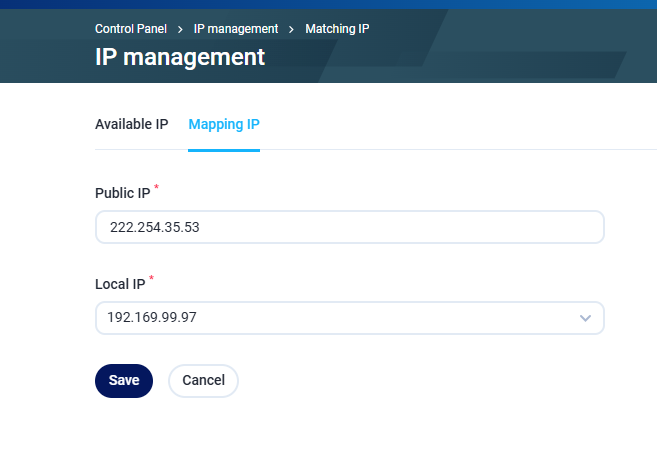 Control Panel > IP management > Matching IP
IP management
Available IP Mapping IP
Public IP *
222.254.35.53
Local IP *
192.169.99.97
Save Cancel